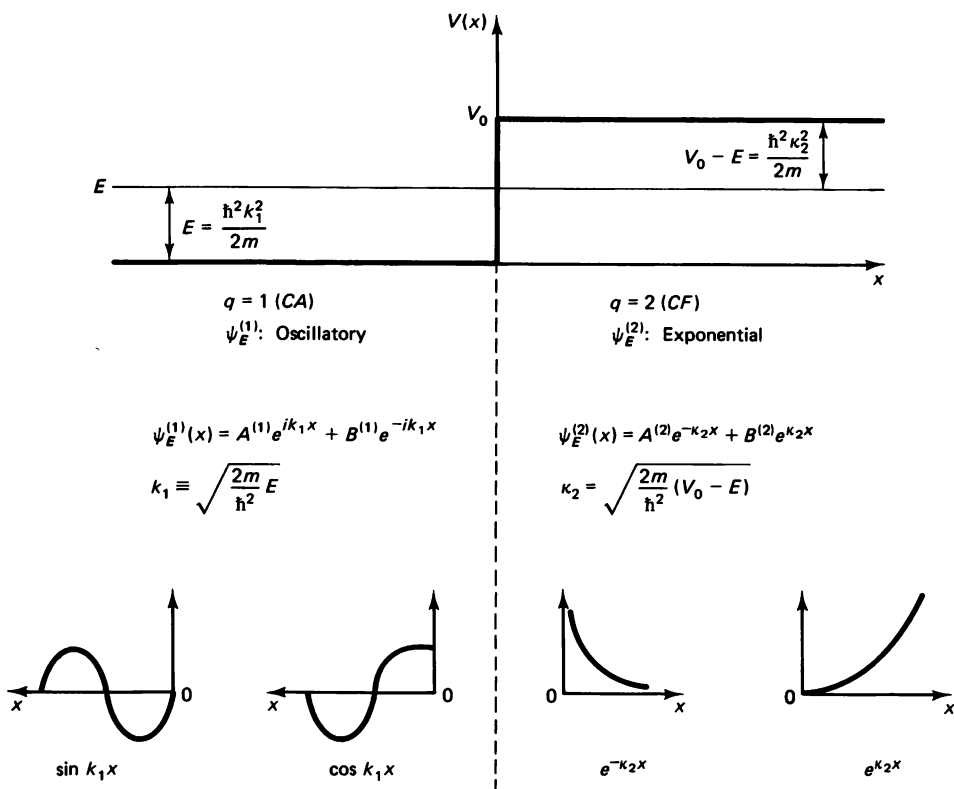 V(x)
V₀
V₀ − E = ħ²κ₂²/2m
E
E = ħ²k₁²/2m
x
q = 1 (CA)
q = 2 (CF)
ψ_E^(1): Oscillatory
ψ_E^(2): Exponential
ψ_E^(1)(x) = A^(1)e^{ik₁x} + B^(1)e^{−ik₁x}
ψ_E^(2)(x) = A^(2)e^{−κ₂x} + B^(2)e^{κ₂x}
k₁ ≡ √(2m/ħ² E)
κ₂ = √(2m/ħ² (V₀ − E))
0
x
0
x
0
x
0
x
sin k₁x
cos k₁x
e^{−κ₂x}
e^{κ₂x}